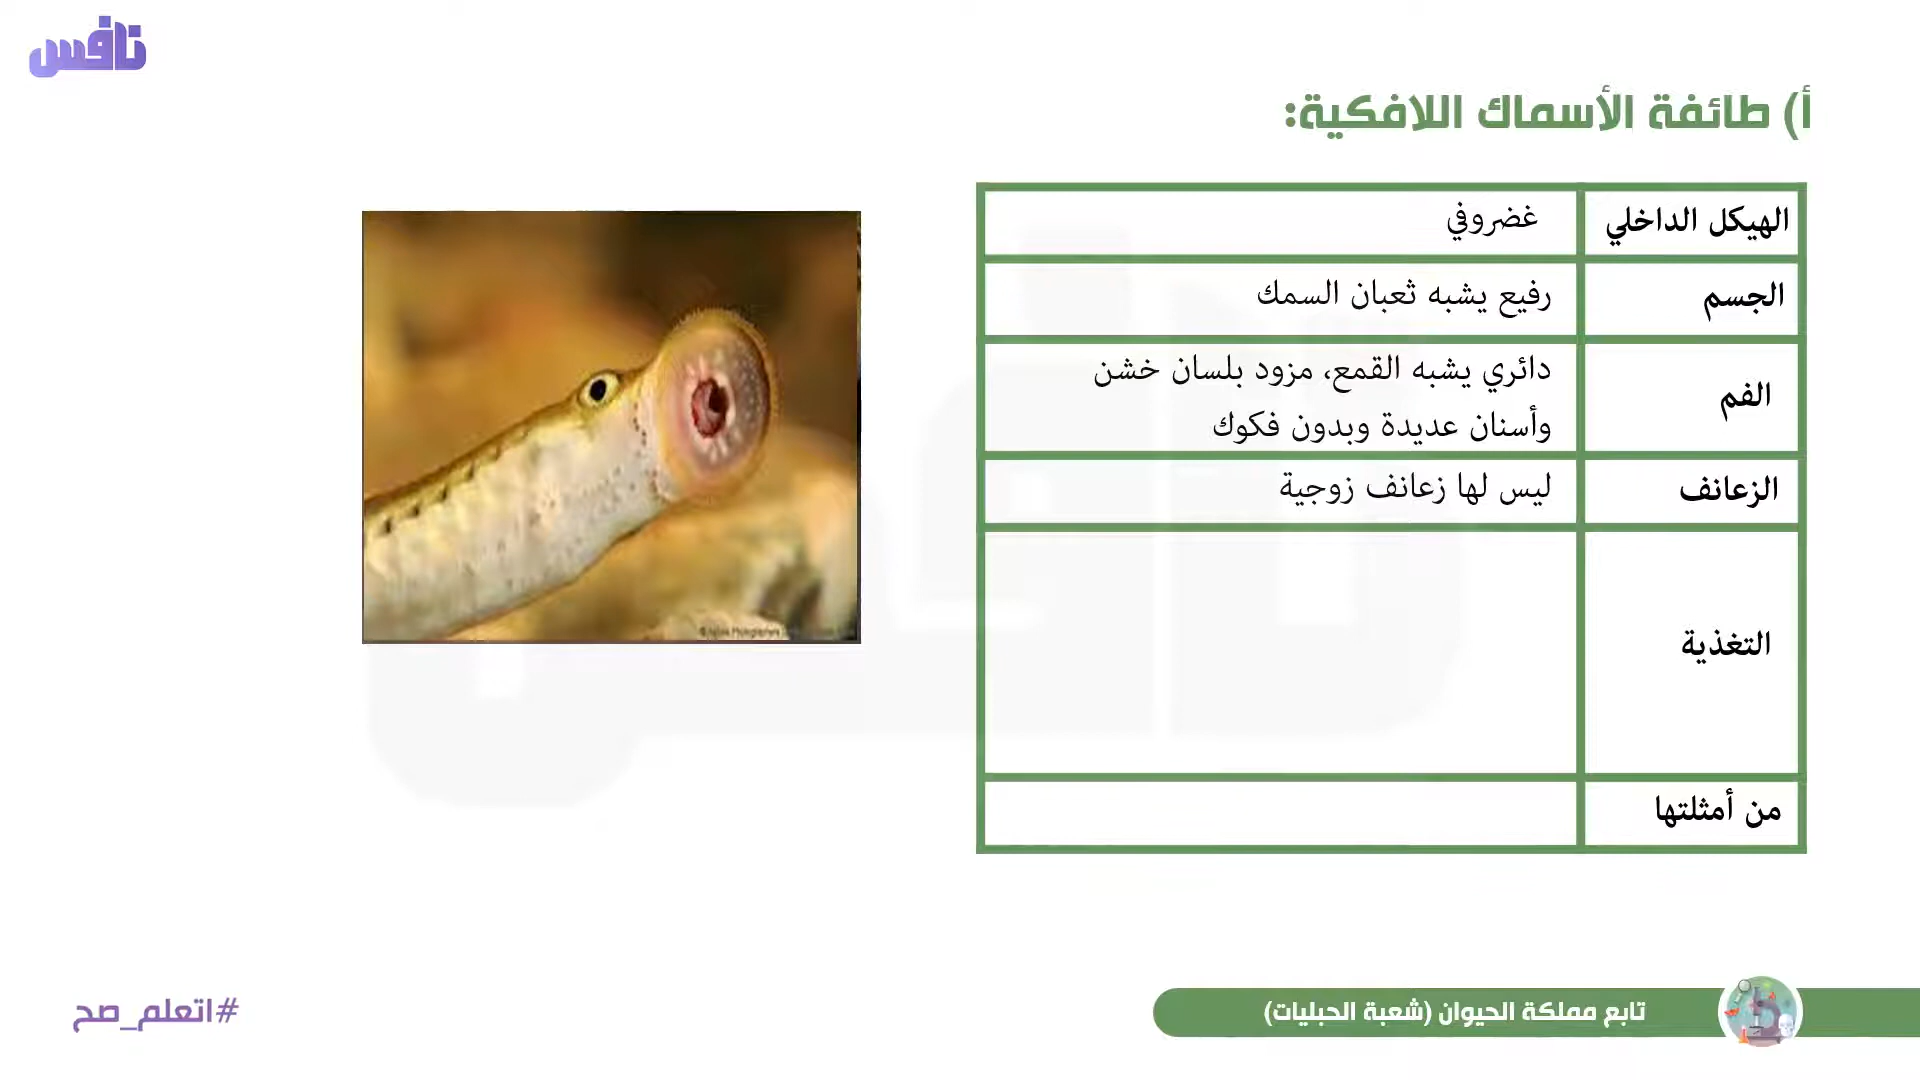 نافس
أ) طائفة الأسماك اللافكية:
الهيكل الداخلي غضروفي
الجسم رفيع يشبه ثعبان السمك
الفم دائري يشبه القمع، مزود بلسان خشن
وأسنان عديدة وبدون فكوك
الزعانف ليس لها زعانف زوجية
التغذية
من أمثلتها
تابع مملكة الحيوان (شعبة الحبليات)
#اتعلم_صح